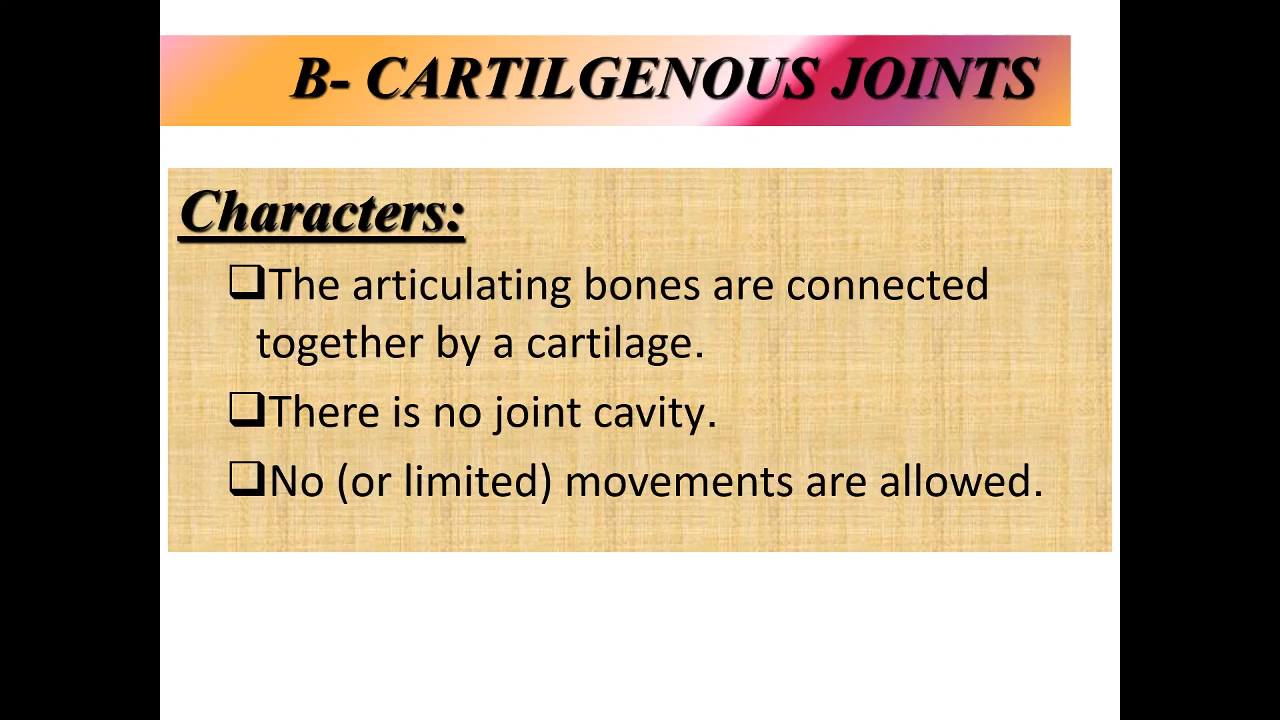 B- CARTILGENOUS JOINTS
Characters:
❑The articulating bones are connected
together by a cartilage.
❑There is no joint cavity.
❑No (or limited) movements are allowed.